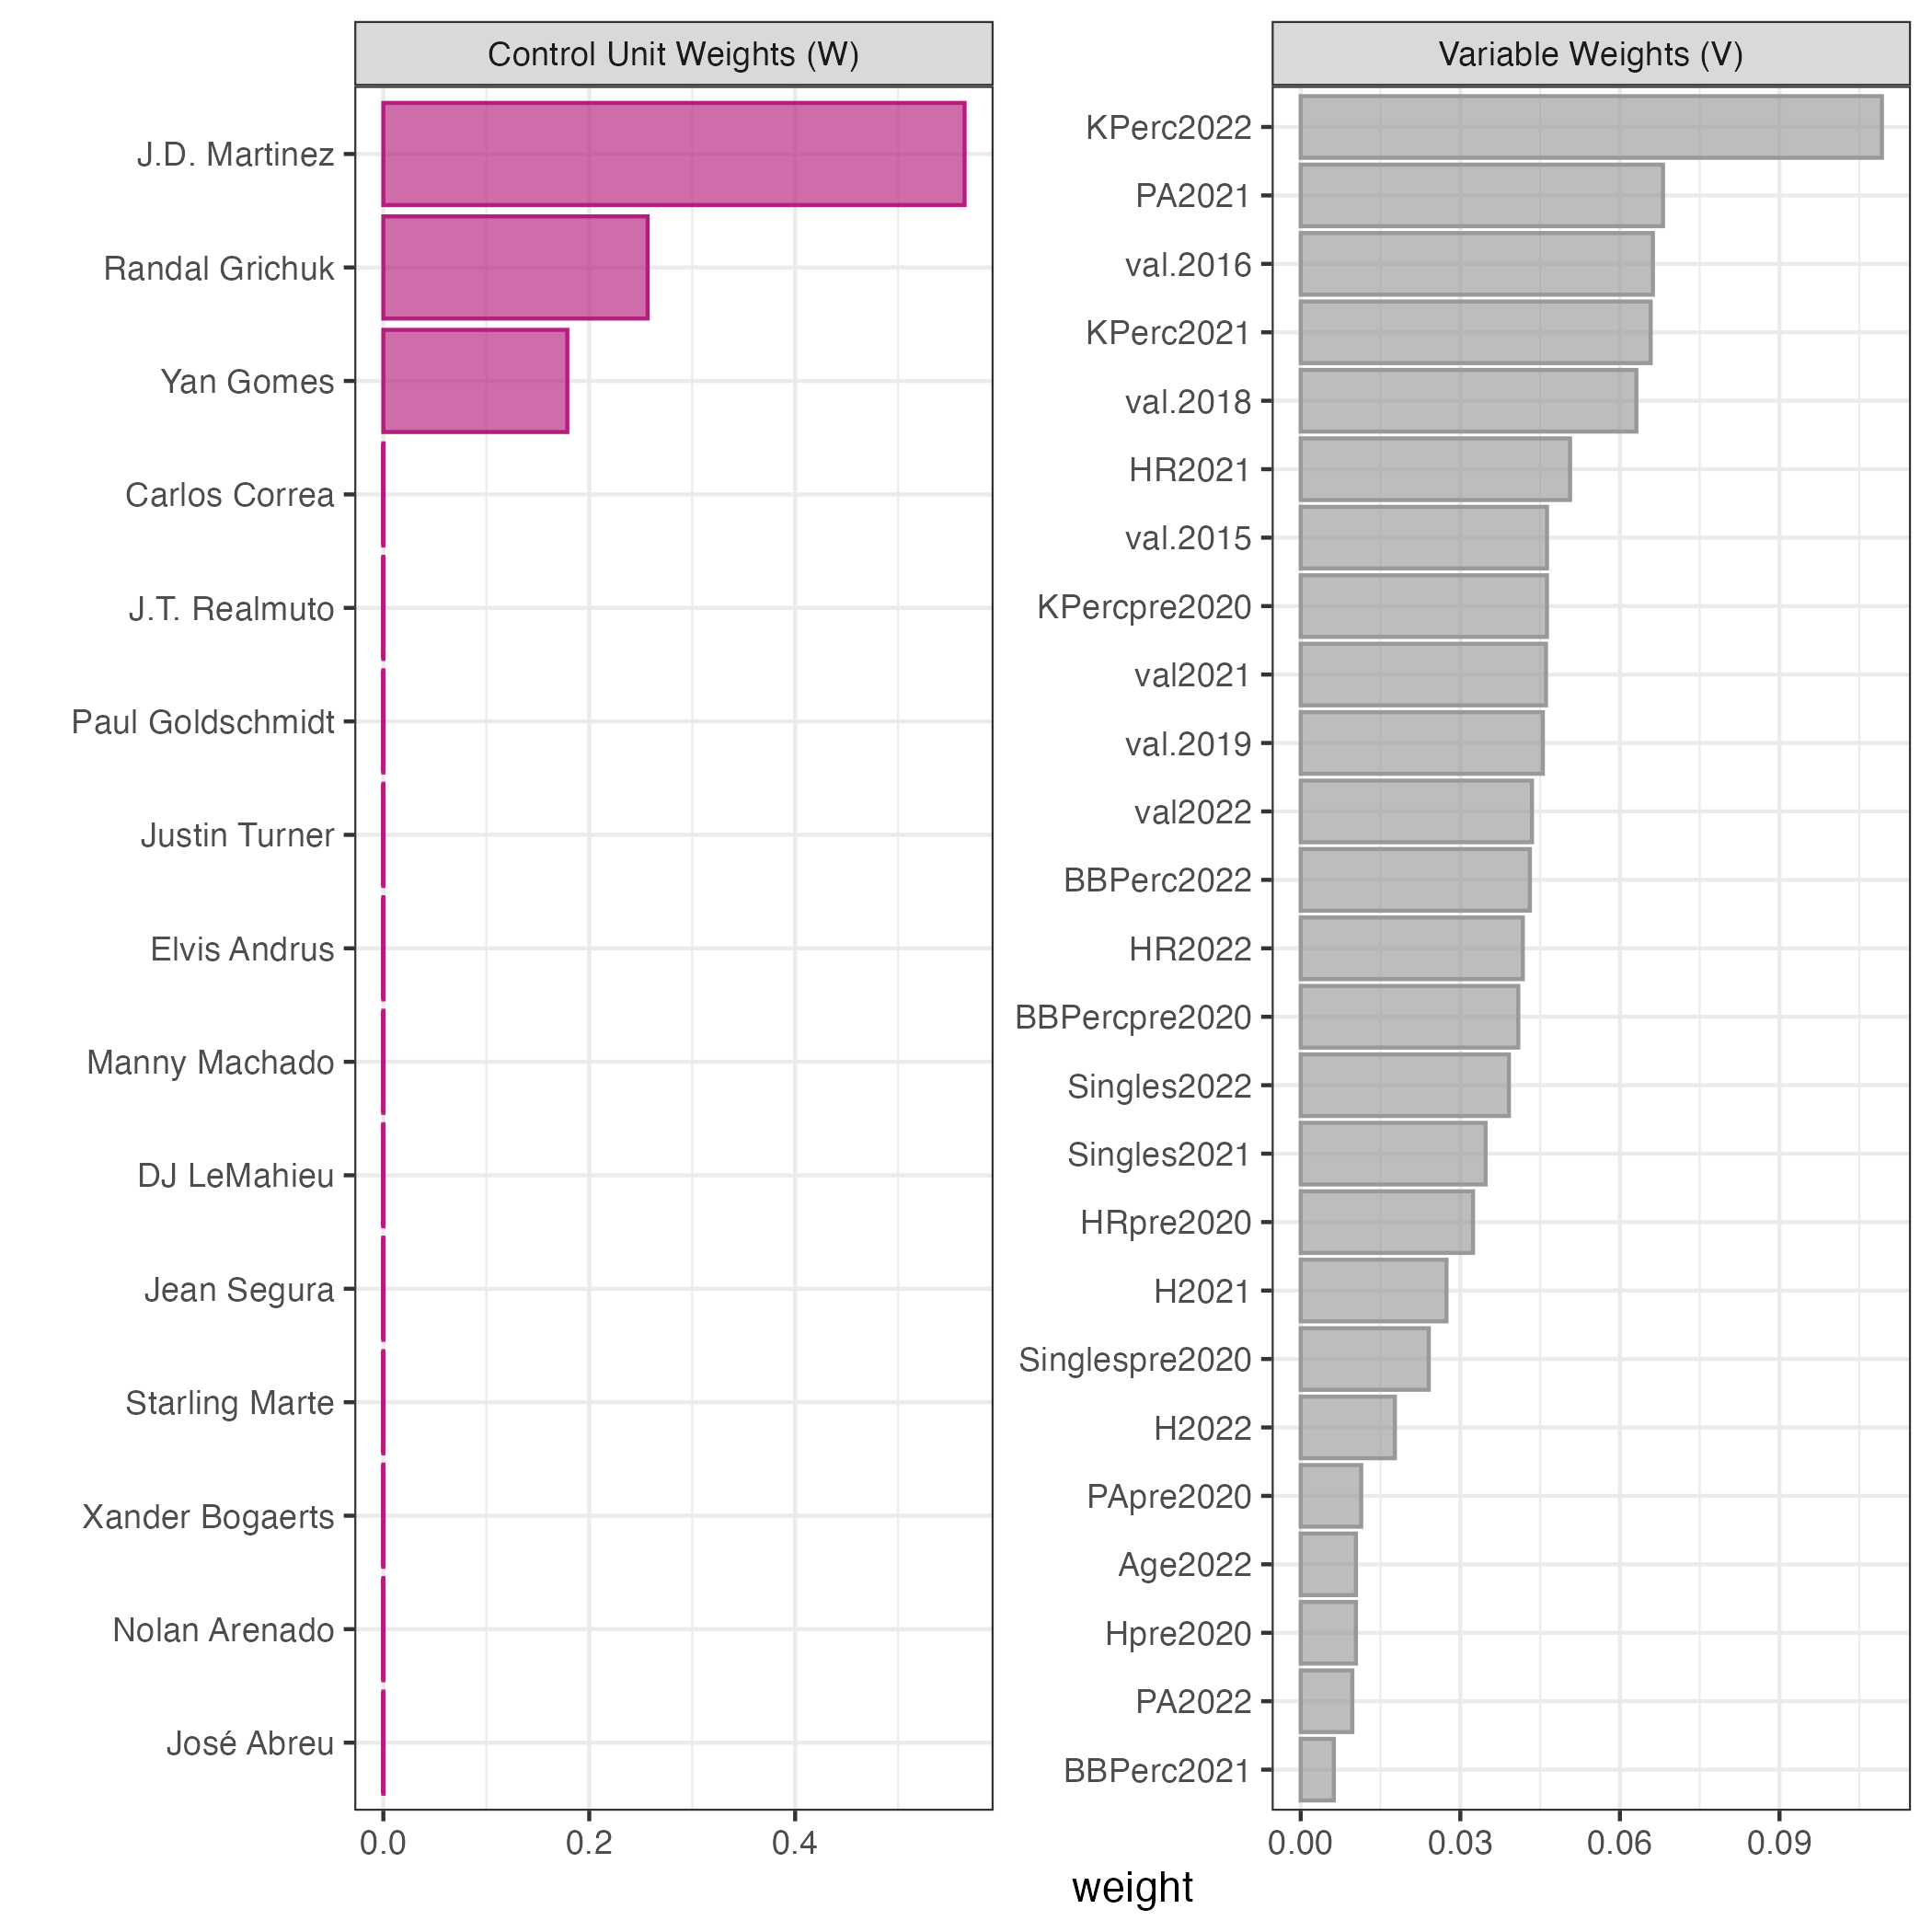 Control Unit Weights (W)
J.D. Martinez
Randal Grichuk
Yan Gomes
Carlos Correa
J.T. Realmuto
Paul Goldschmidt
Justin Turner
Elvis Andrus
Manny Machado
DJ LeMahieu
Jean Segura
Starling Marte
Xander Bogaerts
Nolan Arenado
José Abreu
0.0 0.2 0.4
Variable Weights (V)
KPerc2022
PA2021
val.2016
KPerc2021
val.2018
HR2021
val.2015
KPercpre2020
val2021
val.2019
val2022
BBPerc2022
HR2022
BBPercpre2020
Singles2022
Singles2021
HRpre2020
H2021
Singlespre2020
H2022
PApre2020
Age2022
Hpre2020
PA2022
BBPerc2021
0.00 0.03 0.06 0.09
weight